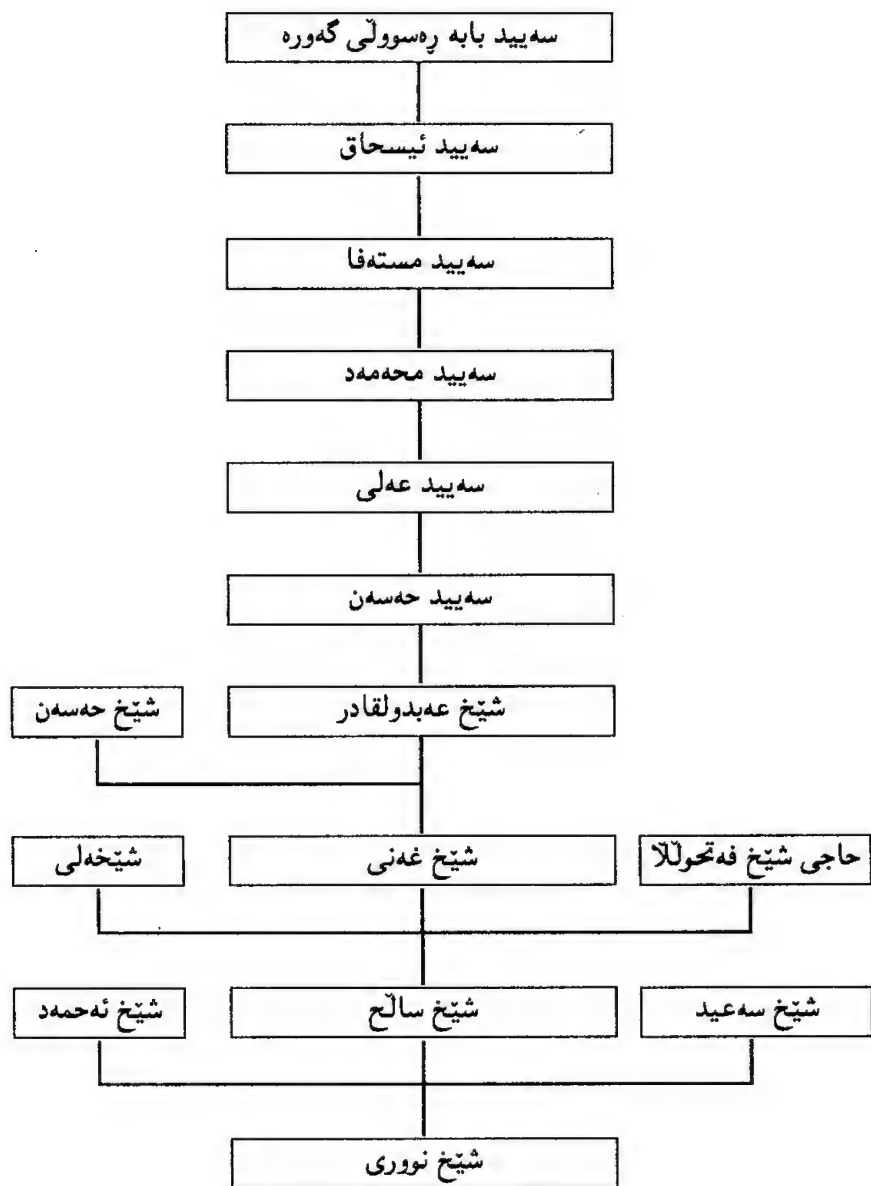 سەیید بابە ڕەسووڵی گەورە
سەیید ئیسحاق
سەیید مستەفا
سەیید محەمەد
سەیید عەلی
سەیید حەسەن
شێخ عەبدولقادر
شێخ حەسەن
حاجی شێخ فەتحوڵڵا
شێخ غەنی
شێخەلی
شێخ سەعید
شێخ ساڵح
شێخ ئەحمەد
شێخ نووری